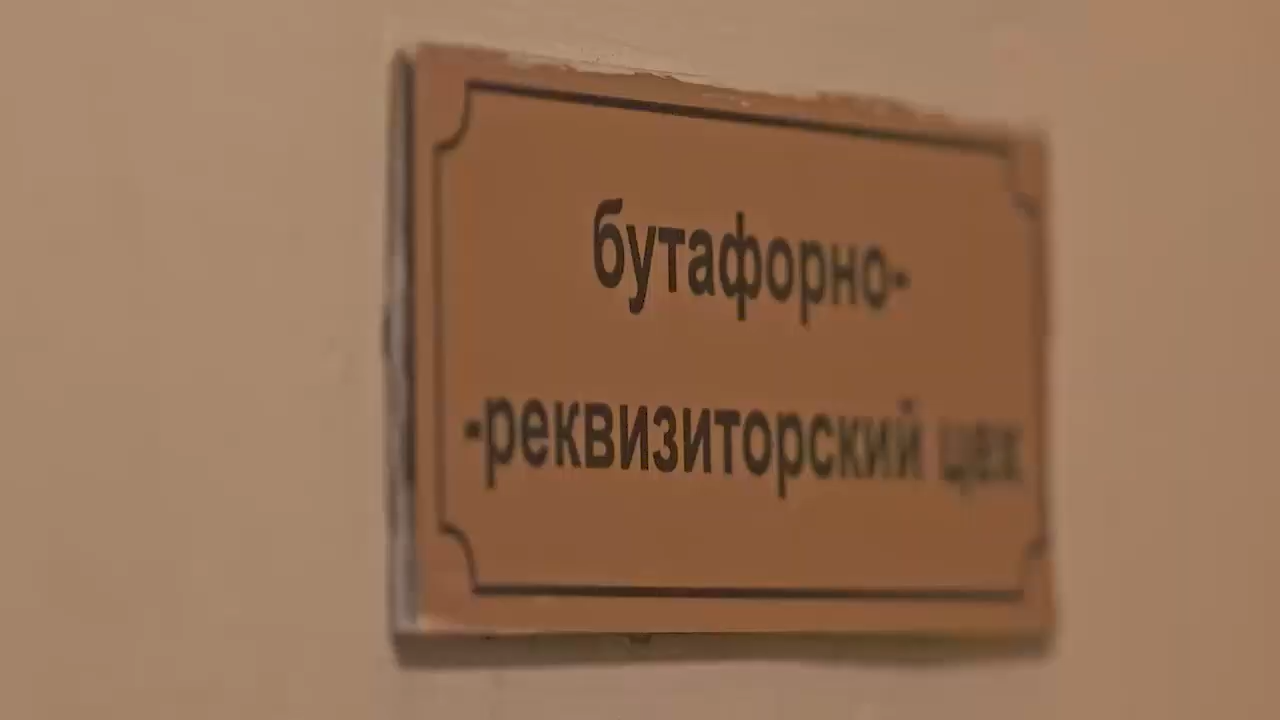 бутафорно-
-реквизиторский цех